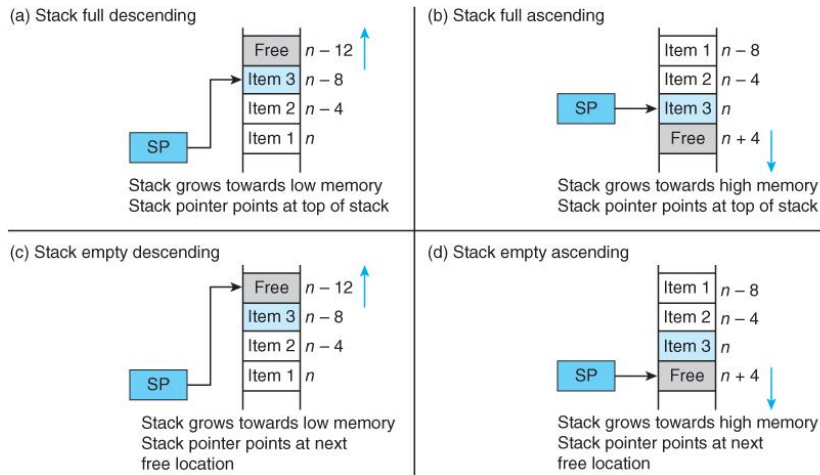 (a) Stack full descending
Free n – 12
Item 3 n – 8
Item 2 n – 4
SP Item 1 n
Stack grows towards low memory
Stack pointer points at top of stack
(b) Stack full ascending
Item 1 n – 8
Item 2 n – 4
SP Item 3 n
Free n + 4
Stack grows towards high memory
Stack pointer points at top of stack
(c) Stack empty descending
Free n – 12
Item 3 n – 8
Item 2 n – 4
SP Item 1 n
Stack grows towards low memory
Stack pointer points at next
free location
(d) Stack empty ascending
Item 1 n – 8
Item 2 n – 4
Item 3 n
SP Free n + 4
Stack grows towards high memory
Stack pointer points at next
free location